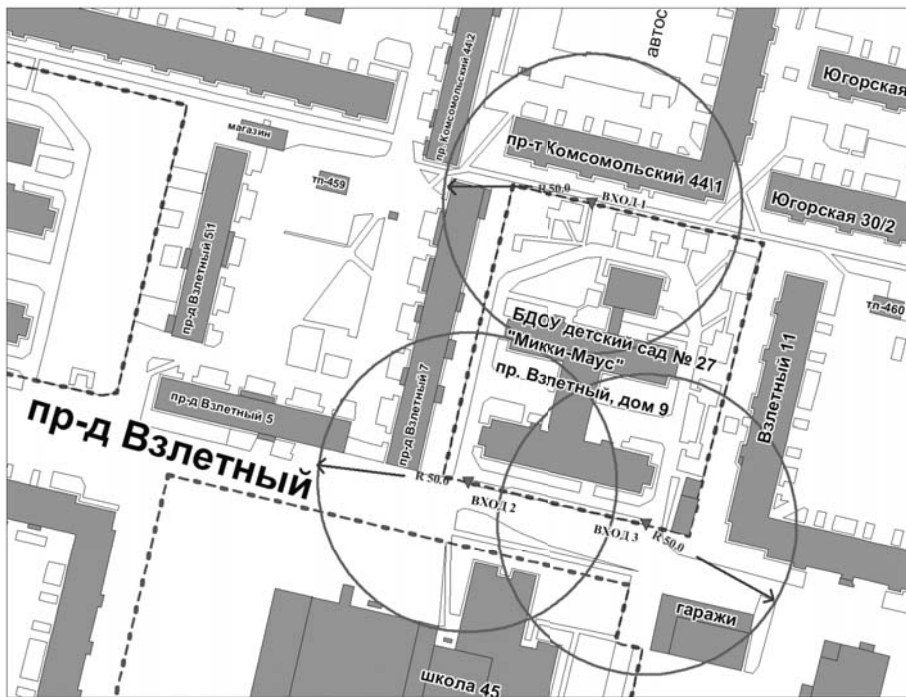 автос
Югорская
пр. Комсомольский 44\2
магазин
пр-т Комсомольский 44\1
тп-459
R 50,0
ВХОД 1
Югорская 30/2
пр-д Взлетный 5\1
тп-460
БДОУ детский сад № 27
"Микки-Маус"
пр. Взлетный, дом 9
Взлетный 11
пр-д Взлетный 7
пр-д Взлетный 5
пр-д Взлетный
R 50,0
ВХОД 2
ВХОД 3
R 50,0
гаражи
школа 45